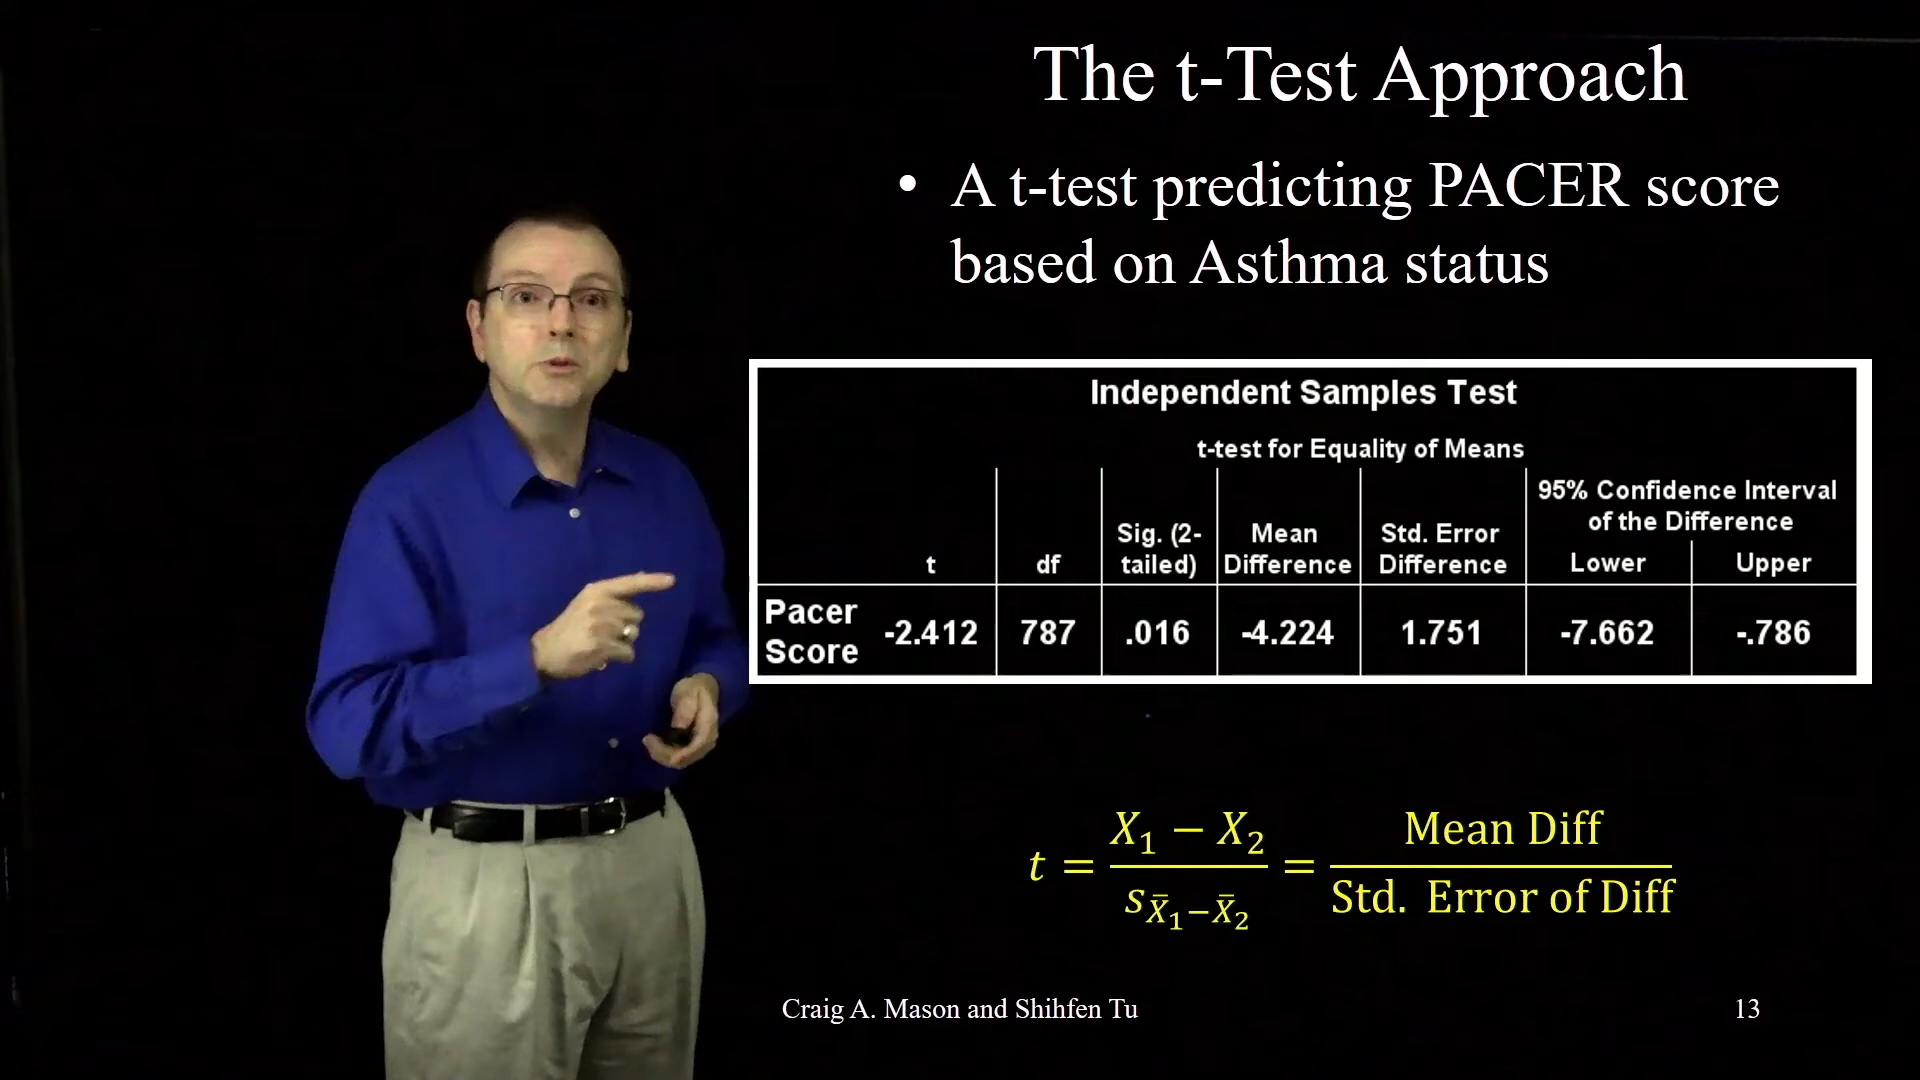 The t-Test Approach
• A t-test predicting PACER score
based on Asthma status
Independent Samples Test
t-test for Equality of Means
95% Confidence Interval
of the Difference
Sig. (2-
tailed)
Mean
Difference
Std. Error
Difference
t df Lower Upper
Pacer
Score
-2.412 787 .016 -4.224 1.751 -7.662 -.786
t = X₁ − X₂ / s_X̄₁−X̄₂ = Mean Diff / Std. Error of Diff
Craig A. Mason and Shihfen Tu 13